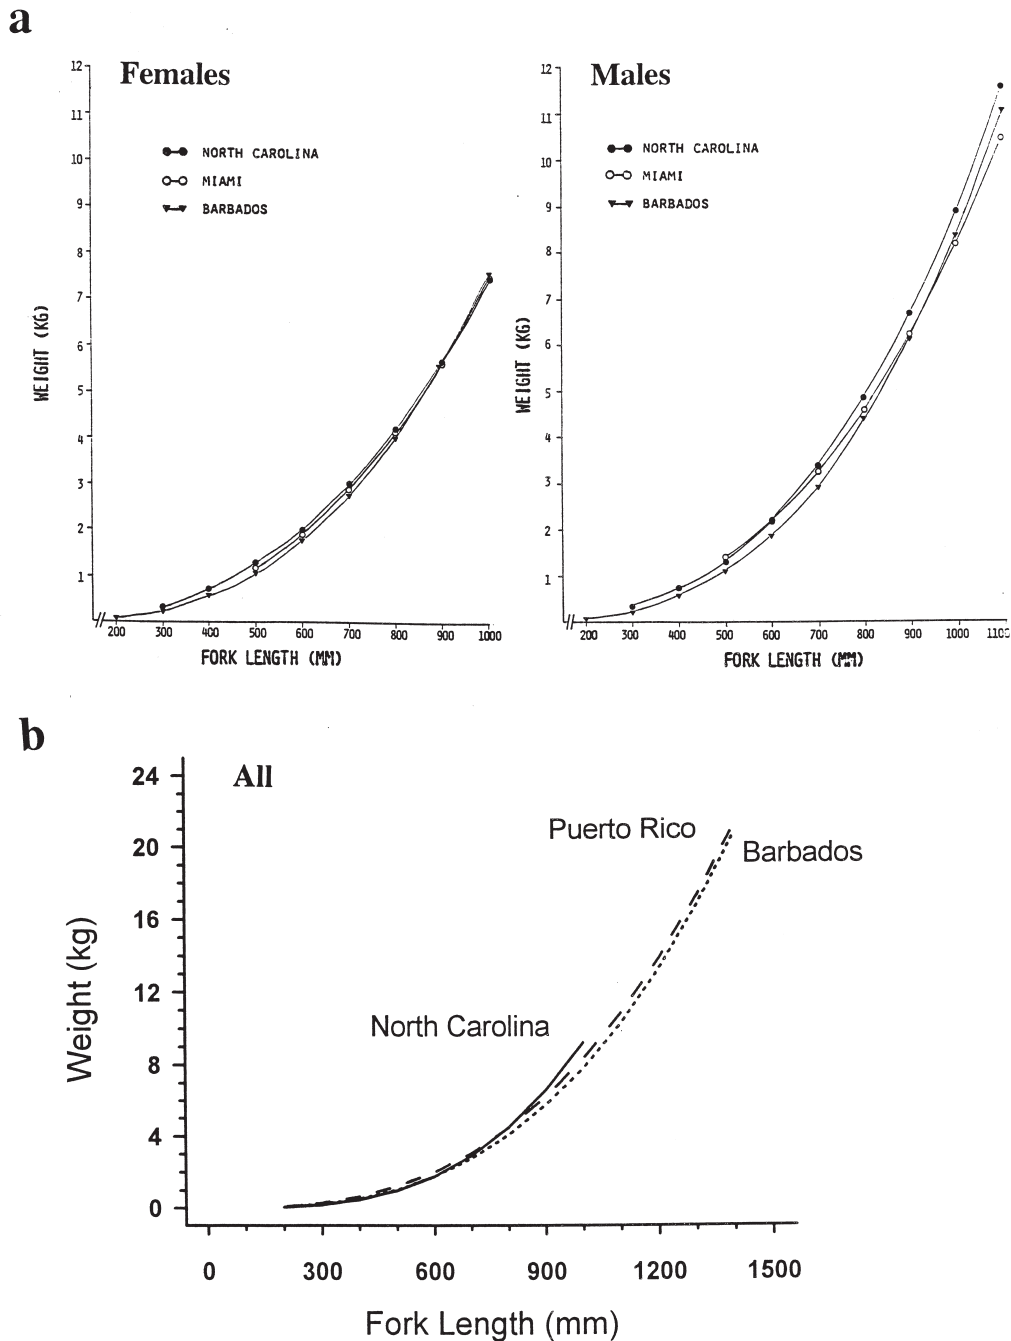 a
Females
NORTH CAROLINA
MIAMI
BARBADOS
12
11
10
9
8
7
6
5
4
3
2
1
WEIGHT (KG)
200 300 400 500 600 700 800 900 1000
FORK LENGTH (MM)
Males
NORTH CAROLINA
MIAMI
BARBADOS
12
11
10
9
8
7
6
5
4
3
2
1
WEIGHT (KG)
200 300 400 500 600 700 800 900 1000 1100
FORK LENGTH (MM)
b
All
Puerto Rico
Barbados
North Carolina
24
20
16
12
8
4
0
Weight (kg)
0 300 600 900 1200 1500
Fork Length (mm)